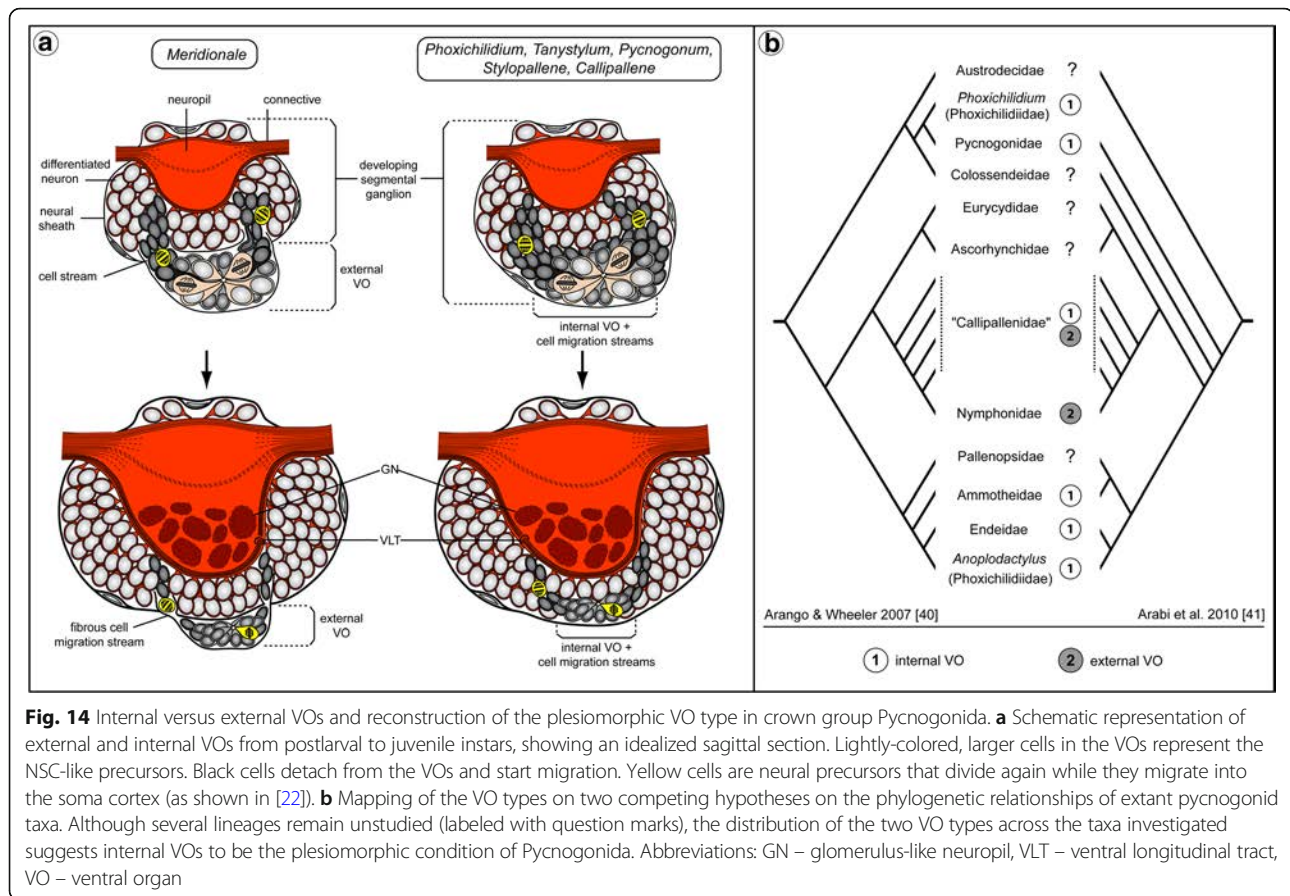 a
Meridionale
Phoxichilidium, Tanystylum, Pycnogonum,
Stylopallene, Callipallene
neuropil
connective
differentiated
neuron
neural
sheath
cell stream
developing
segmental
ganglion
external
VO
internal VO +
cell migration streams
GN
VLT
fibrous cell
migration stream
external
VO
internal VO +
cell migration streams
b
Austrodecidae ?
Phoxichilidium
(Phoxichilidiidae) 1
Pycnogonidae 1
Colossendeidae ?
Eurycydidae ?
Ascorhynchidae ?
"Callipallenidae" 1
2
Nymphonidae 2
Pallenopsidae ?
Ammotheidae 1
Endeidae 1
Anoplodactylus
(Phoxichilidiidae) 1
Arango & Wheeler 2007 [40]
Arabi et al. 2010 [41]
1 internal VO
2 external VO
Fig. 14 Internal versus external VOs and reconstruction of the plesiomorphic VO type in crown group Pycnogonida. a Schematic representation of
external and internal VOs from postlarval to juvenile instars, showing an idealized sagittal section. Lightly-colored, larger cells in the VOs represent the
NSC-like precursors. Black cells detach from the VOs and start migration. Yellow cells are neural precursors that divide again while they migrate into
the soma cortex (as shown in [22]). b Mapping of the VO types on two competing hypotheses on the phylogenetic relationships of extant pycnogonid
taxa. Although several lineages remain unstudied (labeled with question marks), the distribution of the two VO types across the taxa investigated
suggests internal VOs to be the plesiomorphic condition of Pycnogonida. Abbreviations: GN – glomerulus-like neuropil, VLT – ventral longitudinal tract,
VO – ventral organ